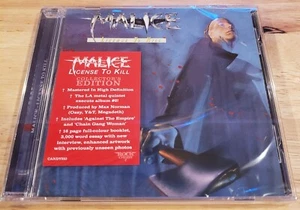 MALICE
MALICE
LICENSE TO KILL
COLLECTOR'S
EDITION
* Mastered In High Definition
* The LA metal guinness
execute album #2!
* Produced by Max Norman
(Ozzy, Y&T, Megadeth)
* Includes 'Against The Empire'
and 'Chain Gang Woman'
* 16 page full-colour booklet,
3,000 word essay with new
interview, enhanced artwork
with previously unseen photos
ROCK